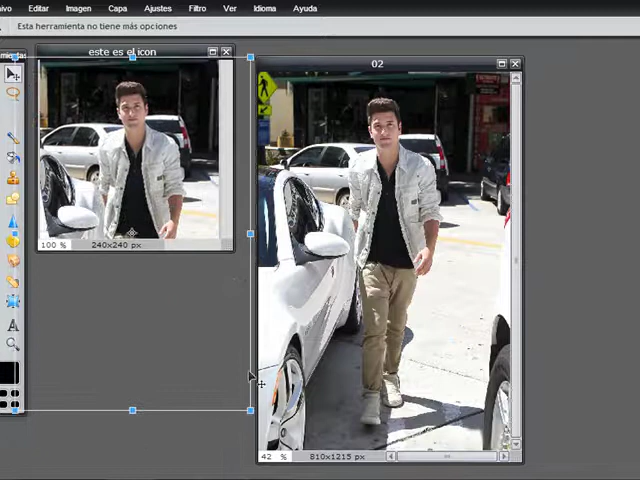 Editar Imagen Capa Ajustes Filtro Ver Idioma Ayuda
Esta herramienta no tiene más opciones
este es el icon
02
100 % 240x240 px
42 % 810x1215 px